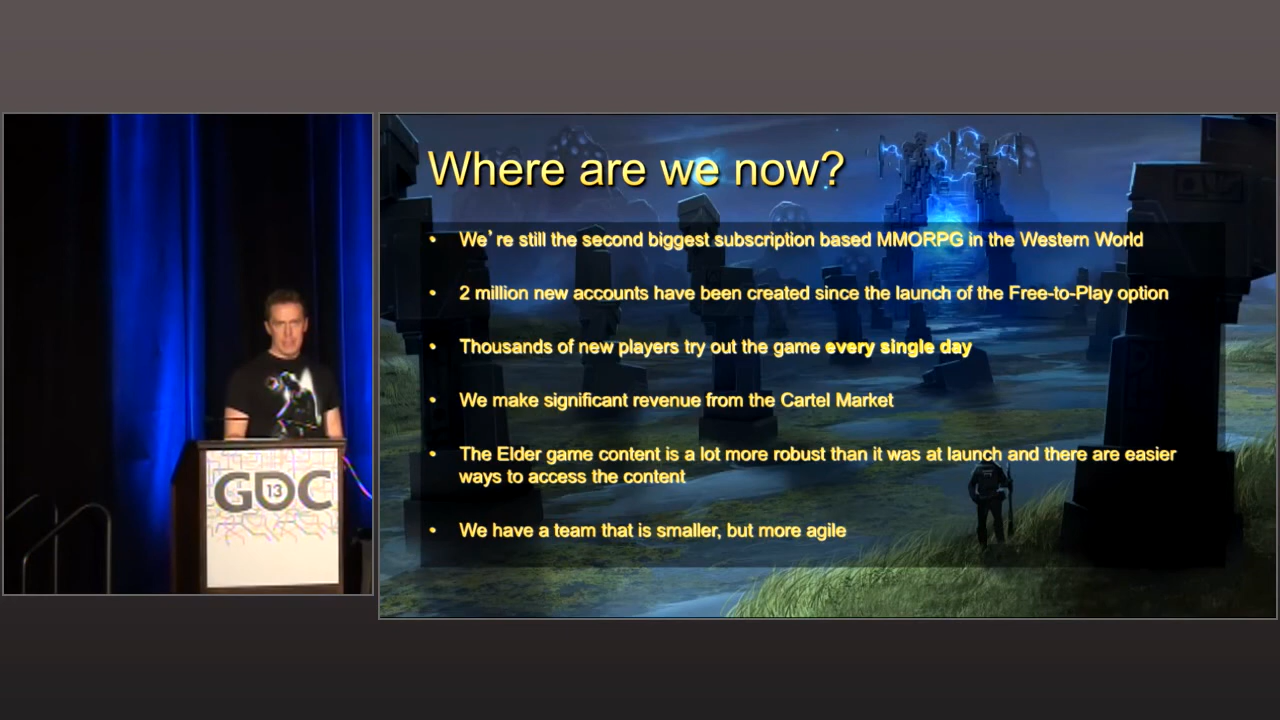 Where are we now?
• We’re still the second biggest subscription based MMORPG in the Western World
• 2 million new accounts have been created since the launch of the Free-to-Play option
• Thousands of new players try out the game every single day
• We make significant revenue from the Cartel Market
• The Elder game content is a lot more robust than it was at launch and there are easier
ways to access the content
• We have a team that is smaller, but more agile
GDC
13